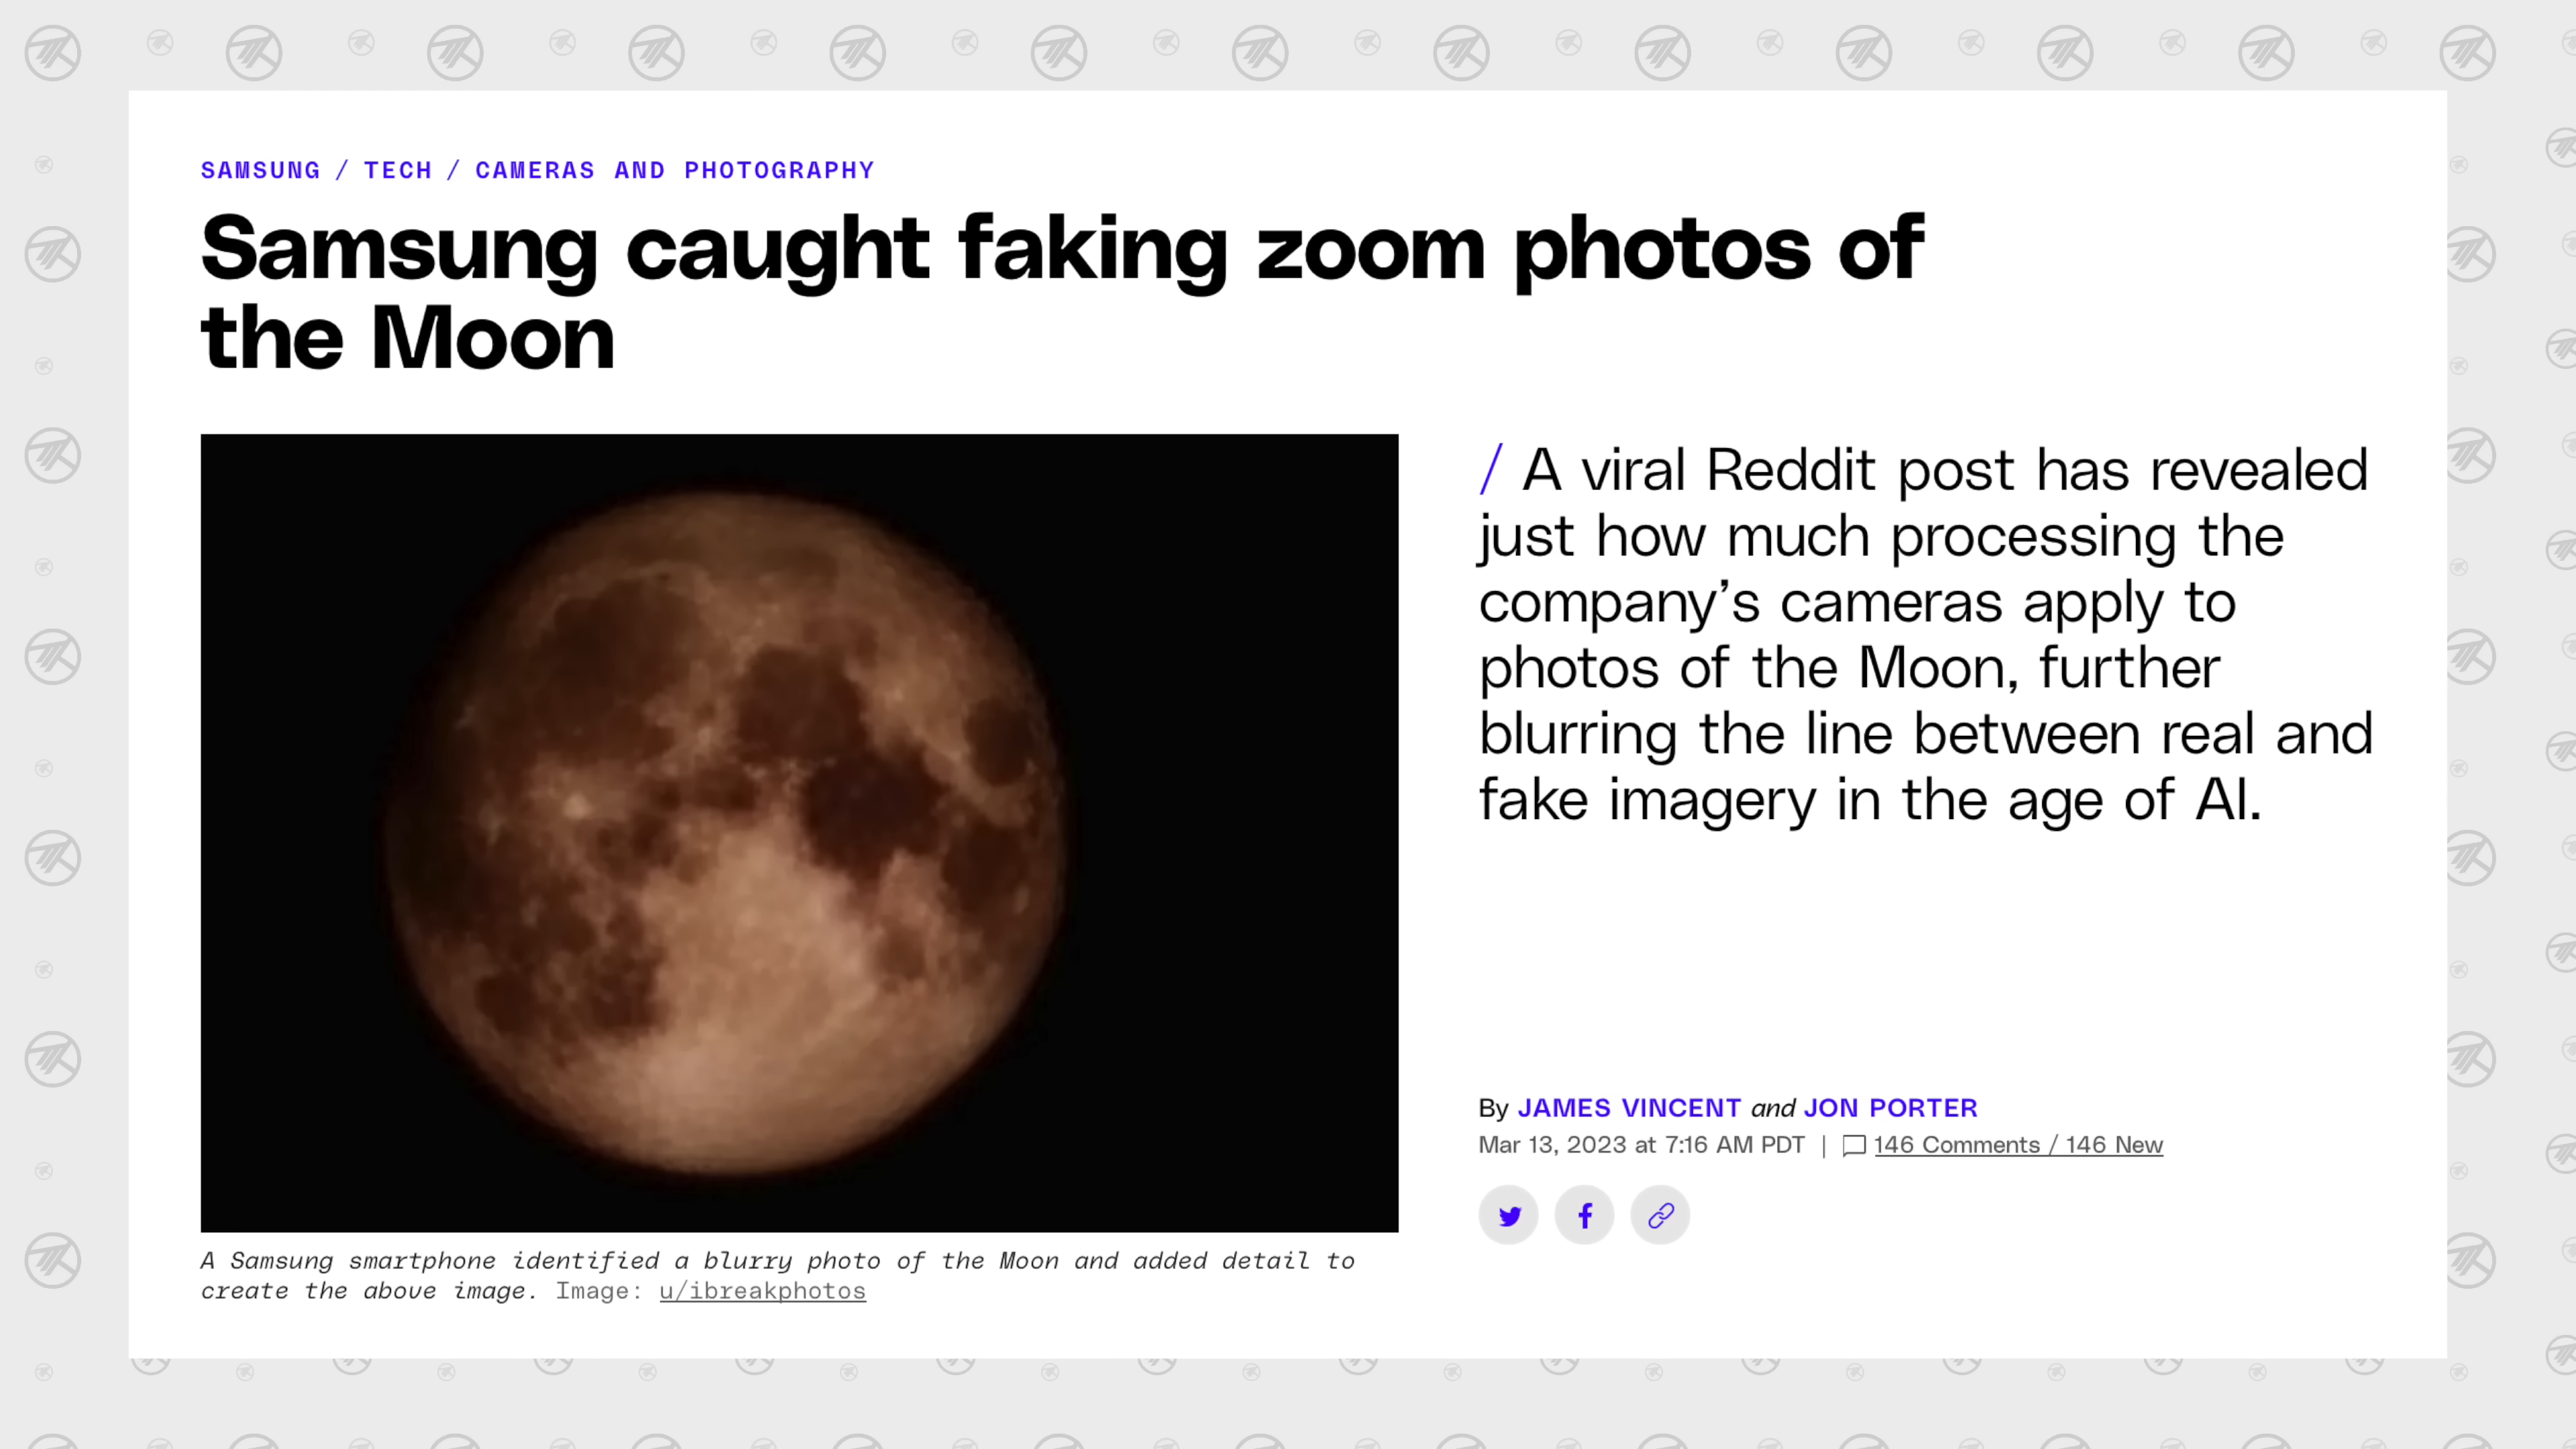 SAMSUNG / TECH / CAMERAS AND PHOTOGRAPHY
Samsung caught faking zoom photos of
the Moon
/ A viral Reddit post has revealed
just how much processing the
company’s cameras apply to
photos of the Moon, further
blurring the line between real and
fake imagery in the age of AI.
By JAMES VINCENT and JON PORTER
Mar 13, 2023 at 7:16 AM PDT | 146 Comments / 146 New
A Samsung smartphone identified a blurry photo of the Moon and added detail to
create the above image. Image: u/ibreakphotos